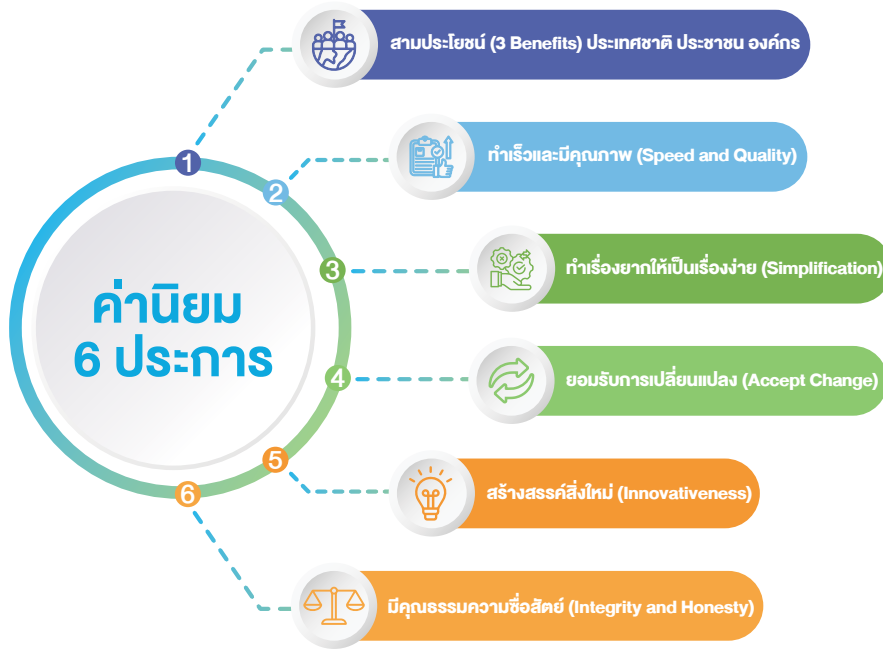 ค่านิยม
6 ประการ
1
สามประโยชน์ (3 Benefits) ประเทศชาติ ประชาชน องค์กร
2
ทำเร็วและมีคุณภาพ (Speed and Quality)
3
ทำเรื่องยากให้เป็นเรื่องง่าย (Simplification)
4
ยอมรับการเปลี่ยนแปลง (Accept Change)
5
สร้างสรรค์สิ่งใหม่ (Innovativeness)
6
มีคุณธรรมความซื่อสัตย์ (Integrity and Honesty)